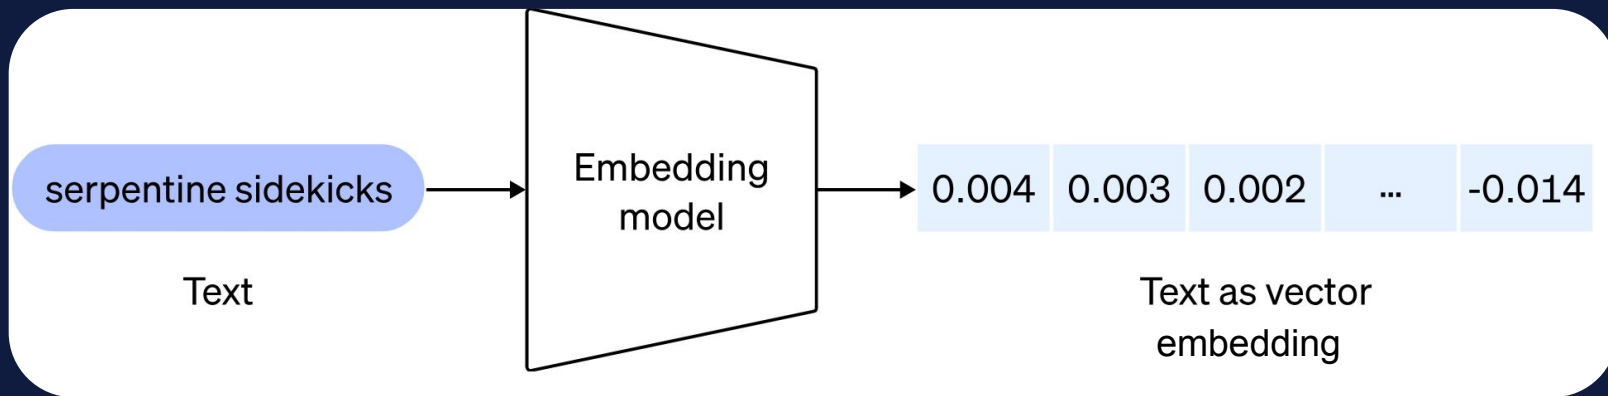 serpentine sidekicks
Text
Embedding
model
0.004 0.003 0.002 ... -0.014
Text as vector
embedding